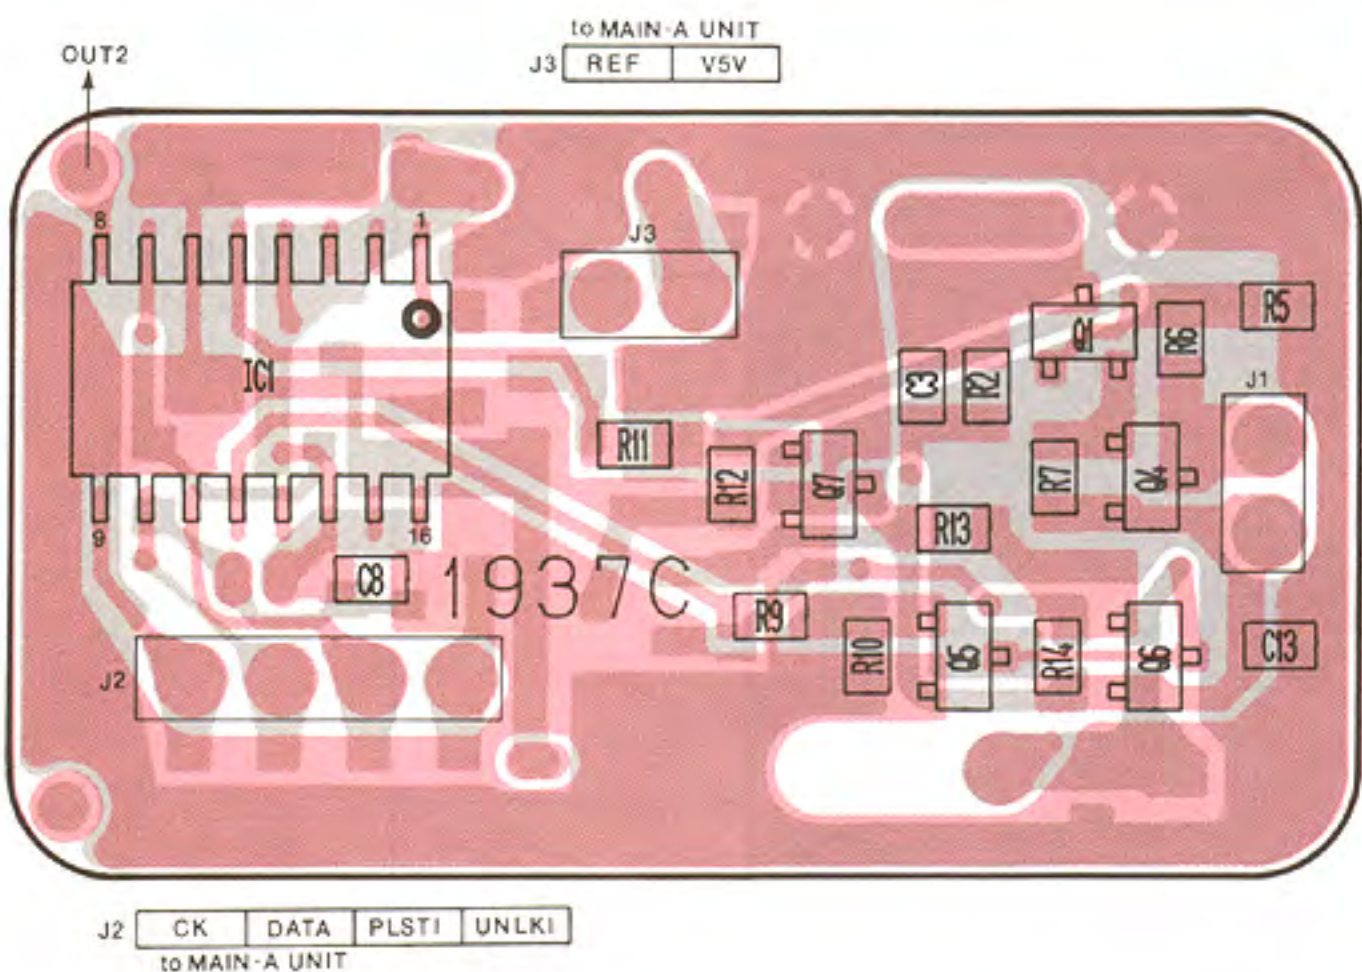 to MAIN-A UNIT
OUT2
J3 REF V5V
8 1
J3
R5
Q1
R6
IC1
C3
R2
J1
R11
R12
Q7
R7
Q4
R13
9 16
C8
1937C
R9
R10
Q5
R14
Q6
C13
J2
J2 CK DATA PLST1 UNLK1
to MAIN-A UNIT